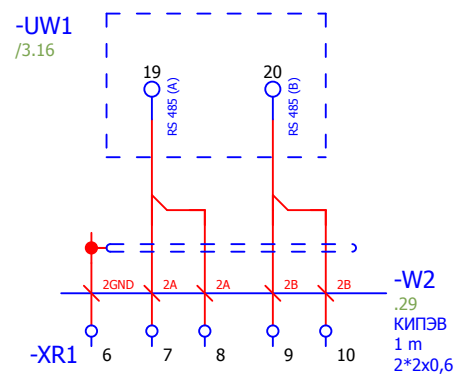 -UW1
/3.16
19
20
RS 485 (A)
RS 485 (B)
2GND
2A
2A
2B
2B
-W2
.29
КИПЭВ
1 m
2*2x0,6
-XR1
6
7
8
9
10